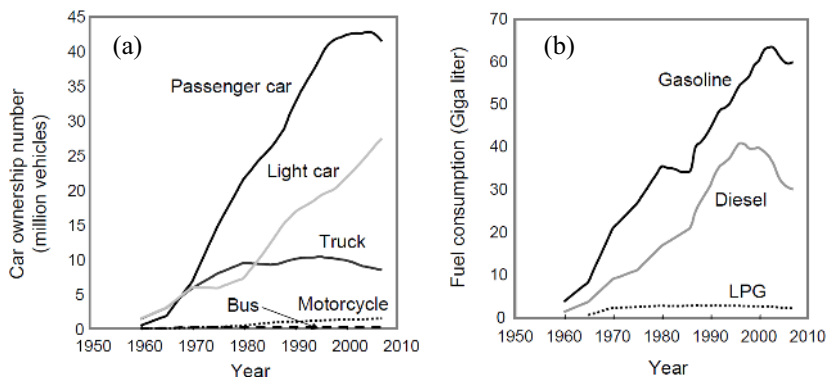 (a)
Car ownership number
(million vehicles)
45
40
35
30
25
20
15
10
5
0
Passenger car
Light car
Truck
Bus
Motorcycle
1950 1960 1970 1980 1990 2000 2010
Year
(b)
Fuel consumption (Giga liter)
70
60
50
40
30
20
10
0
Gasoline
Diesel
LPG
1950 1960 1970 1980 1990 2000 2010
Year